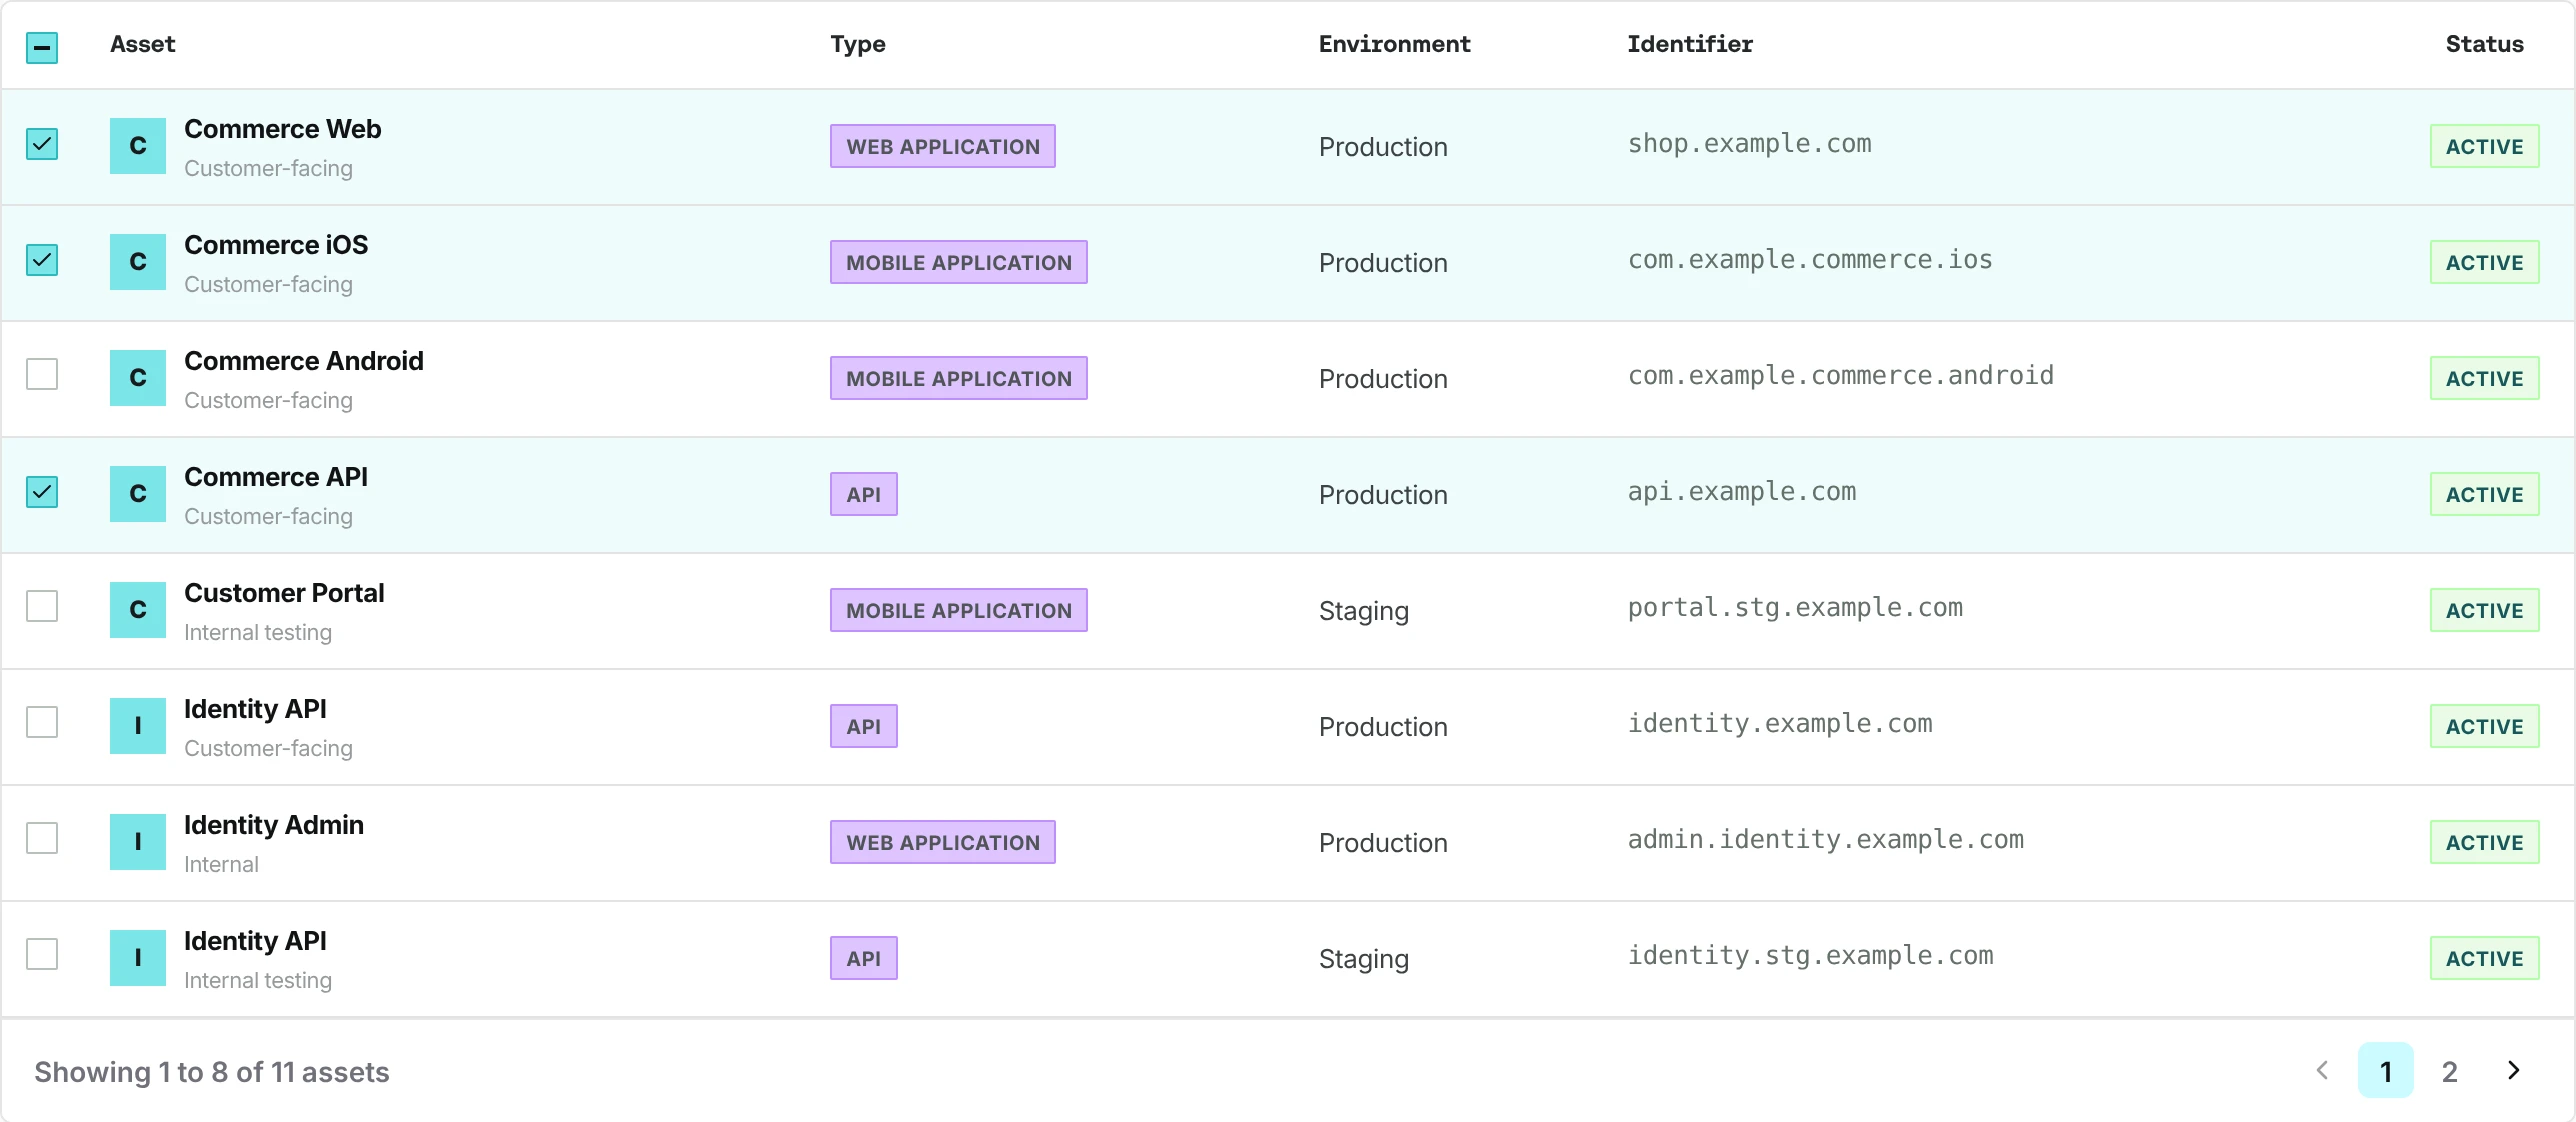 Asset Type Environment Identifier Status
C Commerce Web WEB APPLICATION Production shop.example.com ACTIVE
Customer-facing
C Commerce iOS MOBILE APPLICATION Production com.example.commerce.ios ACTIVE
Customer-facing
C Commerce Android MOBILE APPLICATION Production com.example.commerce.android ACTIVE
Customer-facing
C Commerce API API Production api.example.com ACTIVE
Customer-facing
C Customer Portal MOBILE APPLICATION Staging portal.stg.example.com ACTIVE
Internal testing
I Identity API API Production identity.example.com ACTIVE
Customer-facing
I Identity Admin WEB APPLICATION Production admin.identity.example.com ACTIVE
Internal
I Identity API API Staging identity.stg.example.com ACTIVE
Internal testing
Showing 1 to 8 of 11 assets 1 2